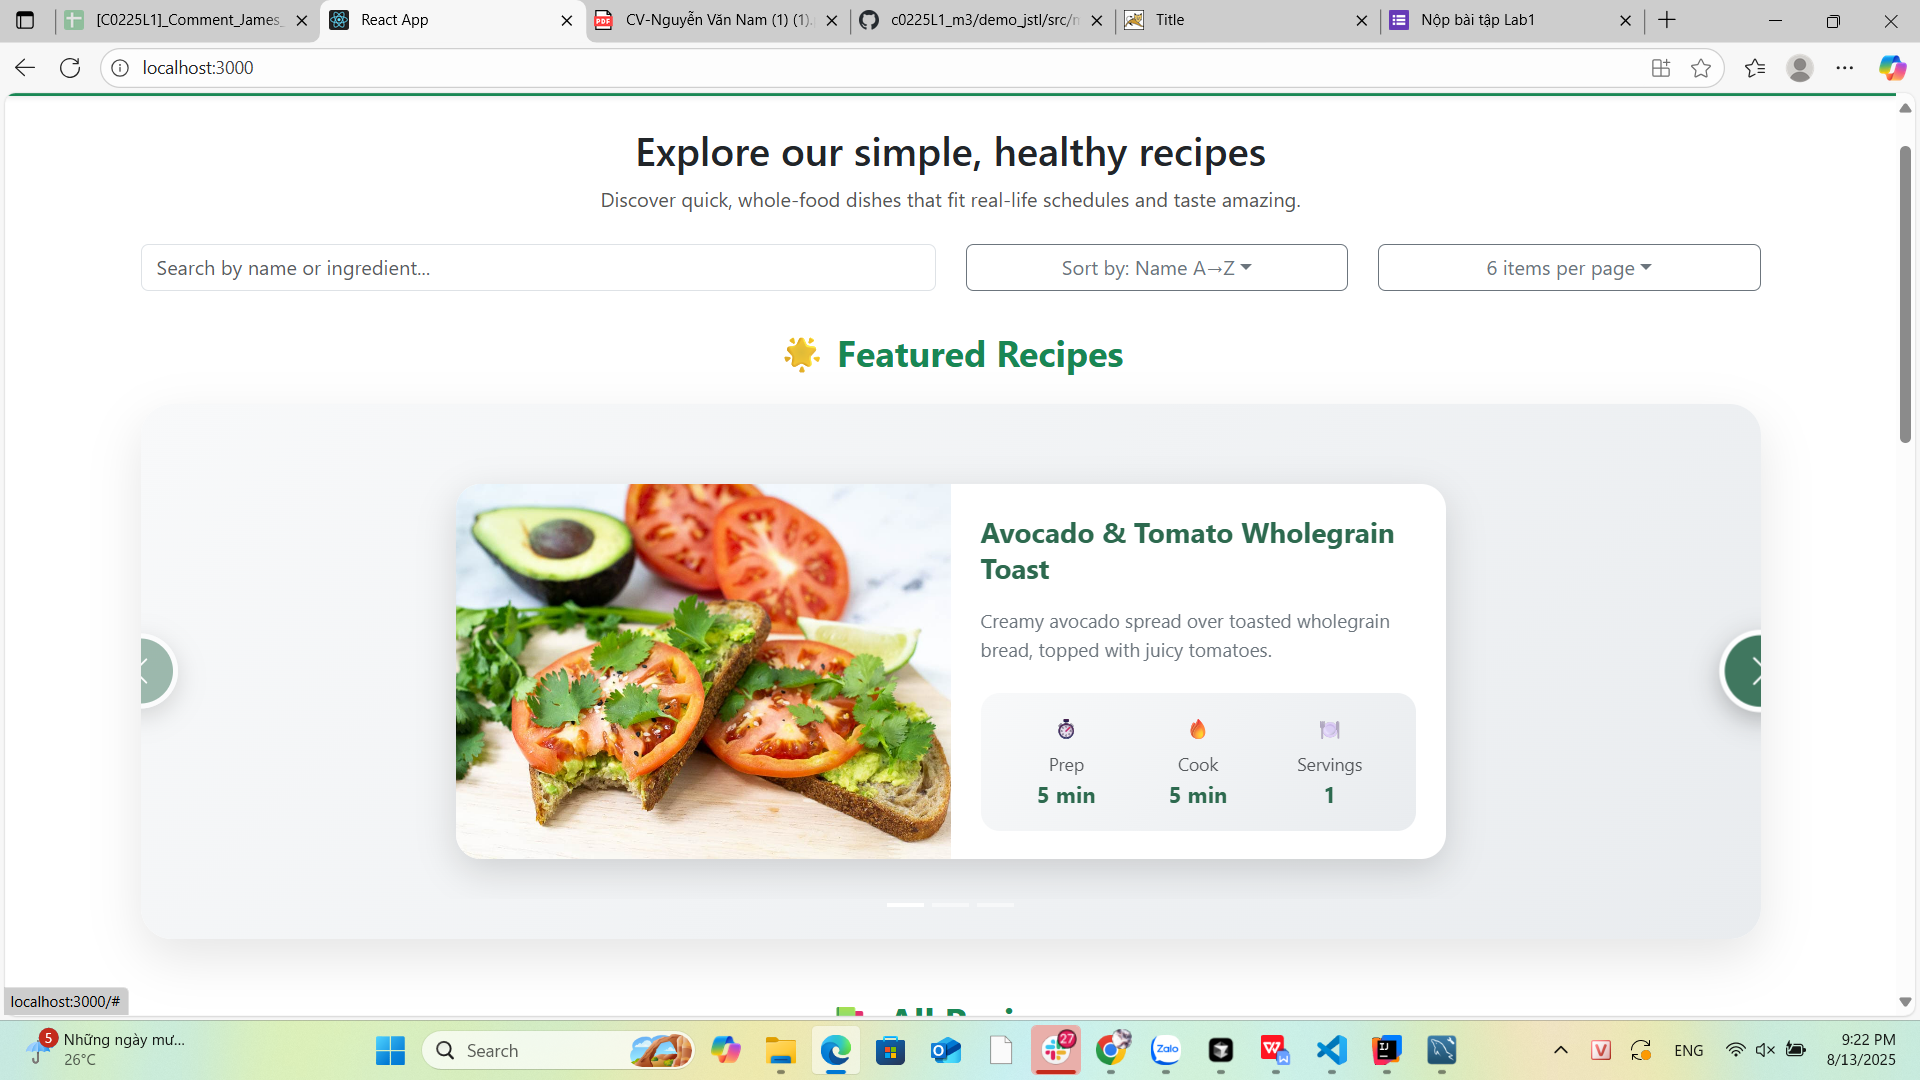 [C0225L1]_Comment_James_
React App
CV-Nguyễn Văn Nam (1) (1).
c0225L1_m3/demo_jstl/src/m
Title
Nộp bài tập Lab1
localhost:3000
Explore our simple, healthy recipes
Discover quick, whole-food dishes that fit real-life schedules and taste amazing.
Search by name or ingredient...
Sort by: Name A→Z
6 items per page
🌟 Featured Recipes
Avocado & Tomato Wholegrain
Toast
Creamy avocado spread over toasted wholegrain
bread, topped with juicy tomatoes.
Prep
5 min
Cook
5 min
Servings
1
localhost:3000/#
5
Những ngày mư...
26°C
Search
27
Zalo
ENG
9:22 PM
8/13/2025